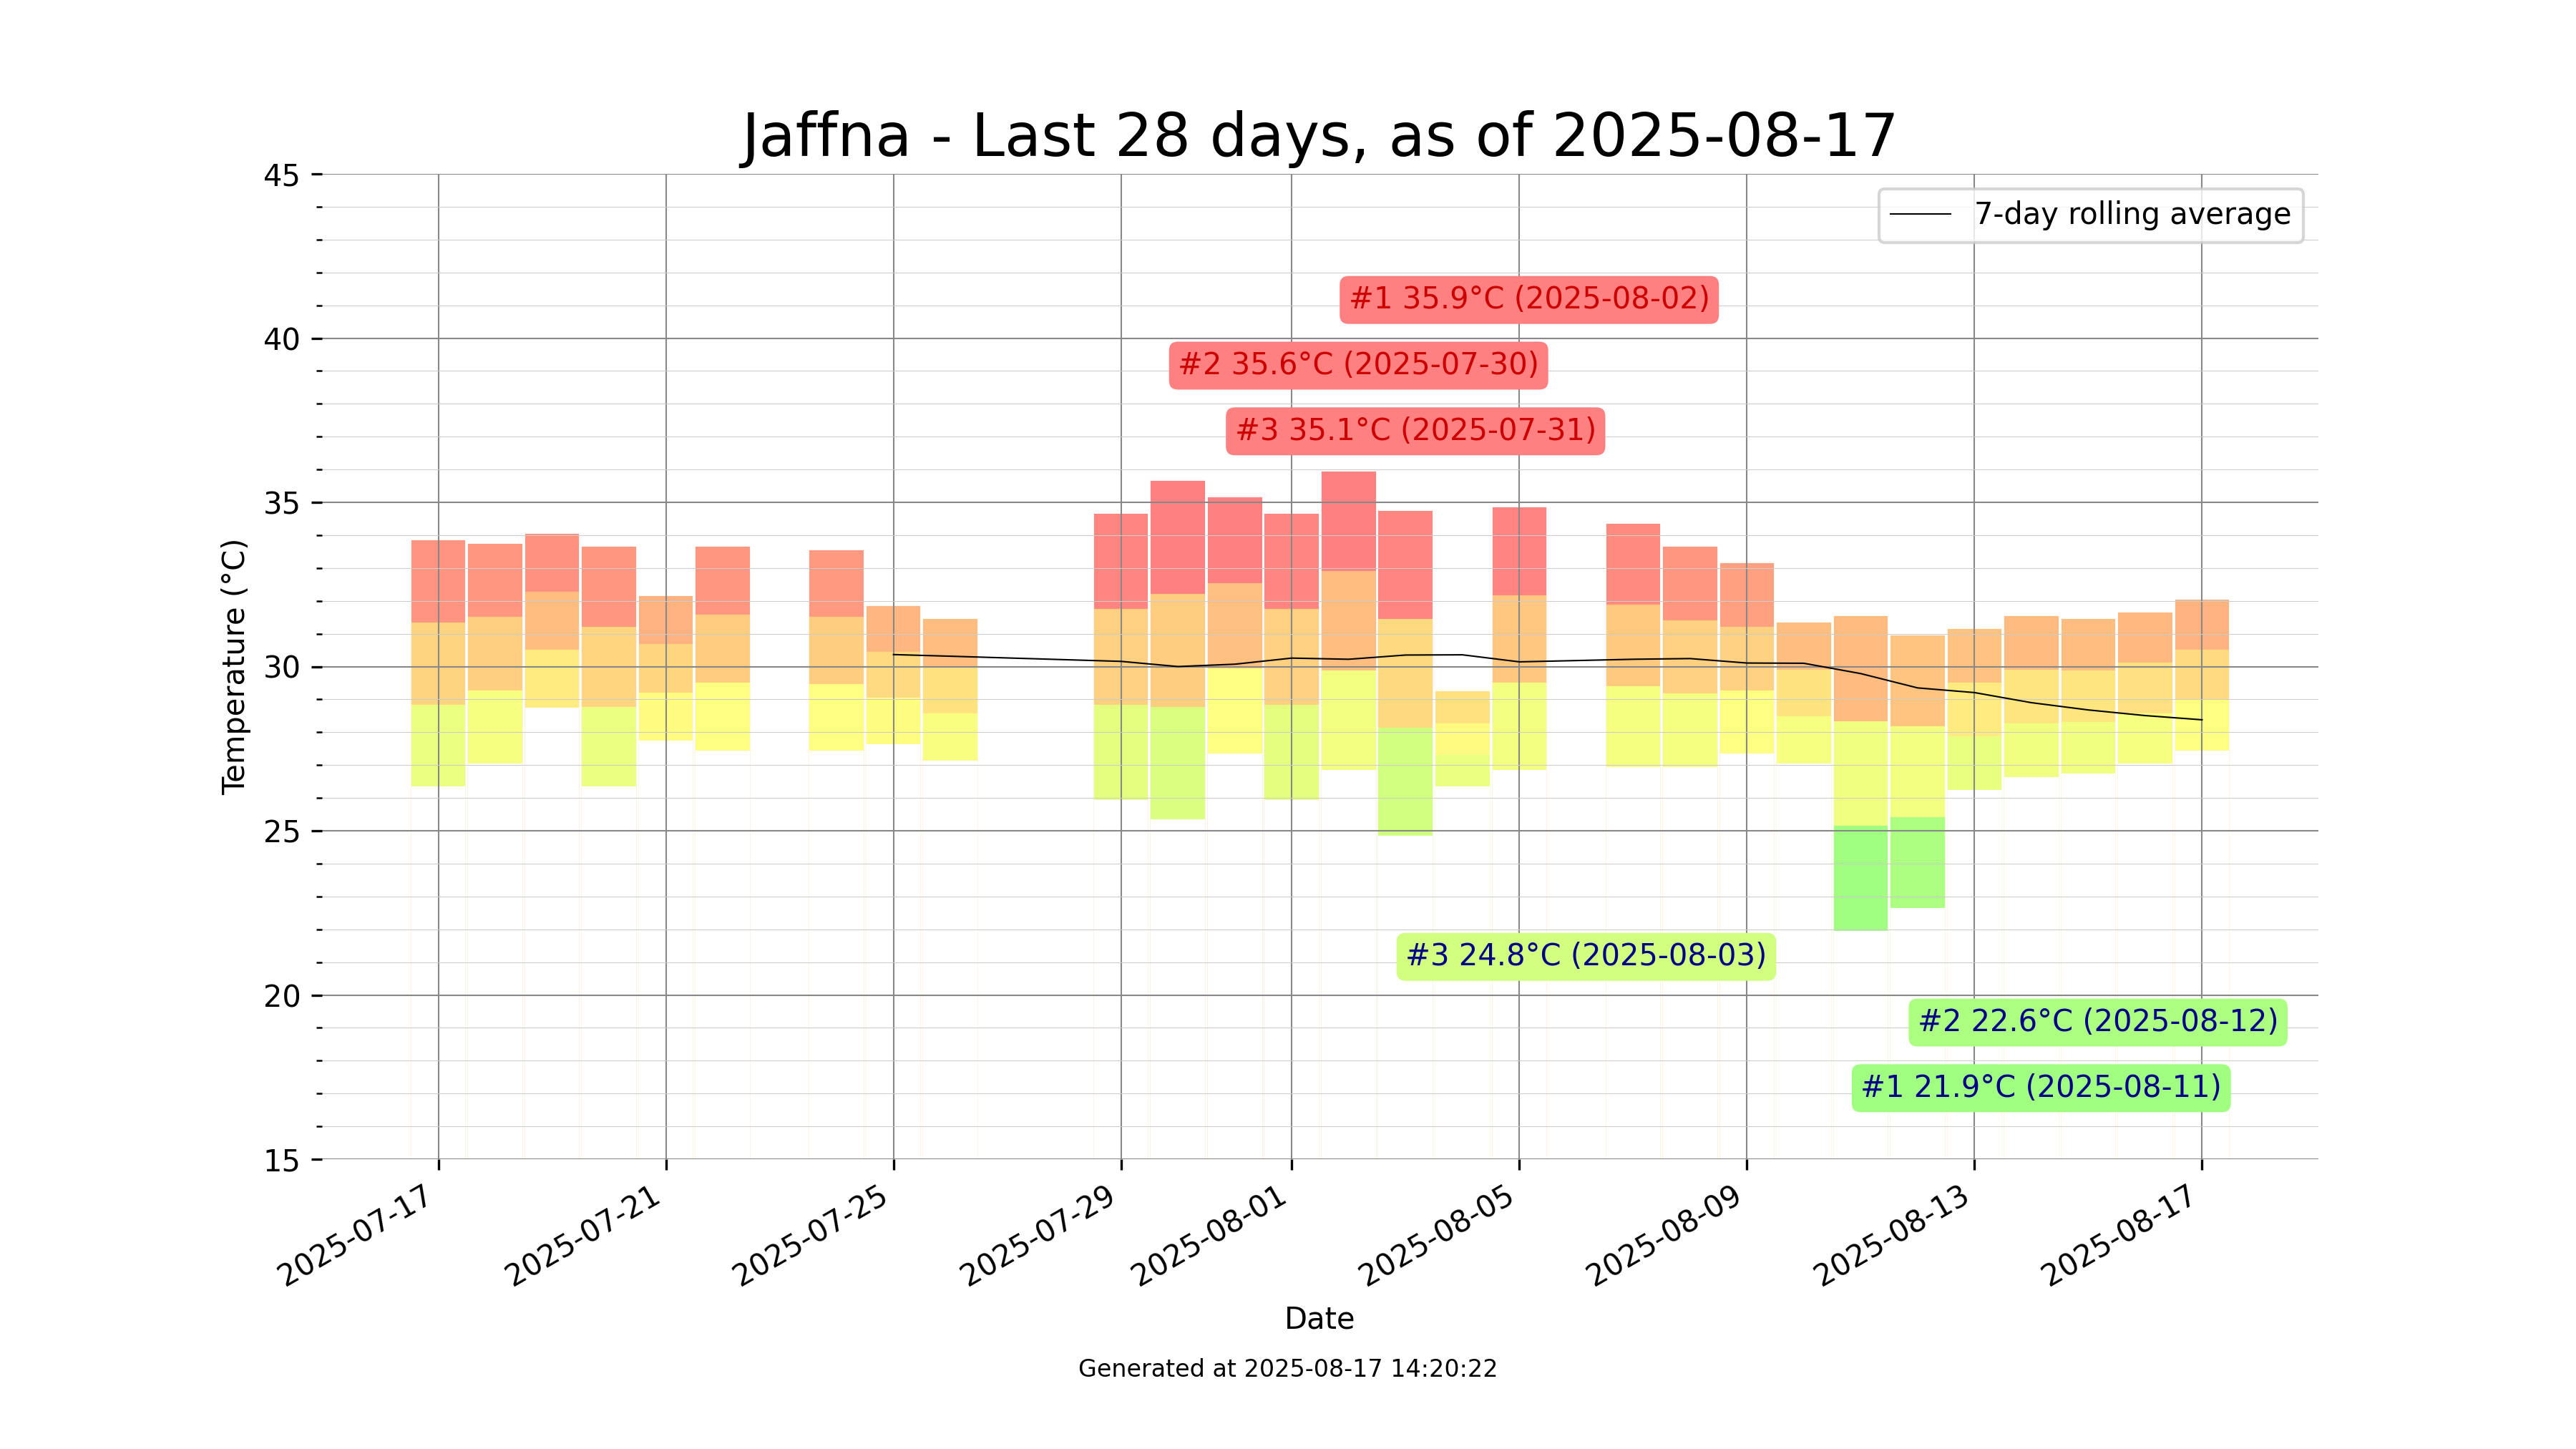 Jaffna - Last 28 days, as of 2025-08-17
45
7-day rolling average
#1 35.9°C (2025-08-02)
40
#2 35.6°C (2025-07-30)
#3 35.1°C (2025-07-31)
35
Temperature (°C)
30
25
#3 24.8°C (2025-08-03)
20
#2 22.6°C (2025-08-12)
#1 21.9°C (2025-08-11)
15
2025-07-17
2025-07-21
2025-07-25
2025-07-29
2025-08-01
2025-08-05
2025-08-09
2025-08-13
2025-08-17
Date
Generated at 2025-08-17 14:20:22